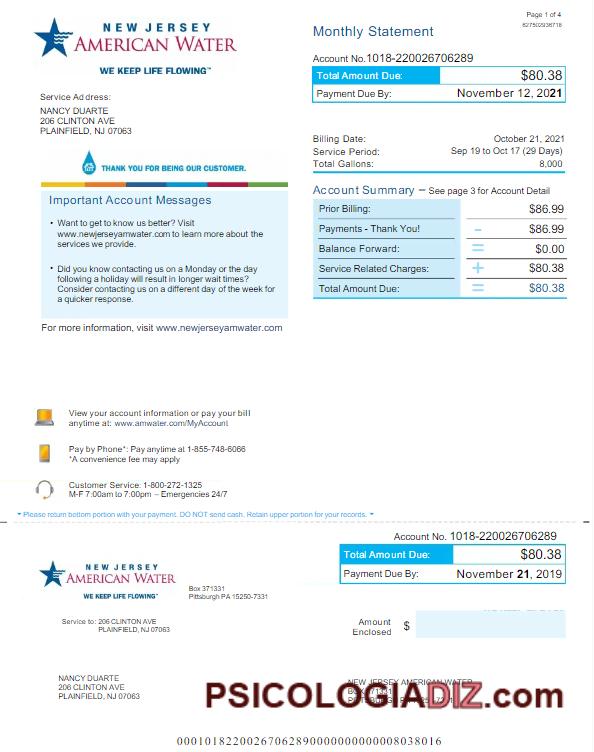 Page 1 of 4
627502936718
NEW JERSEY
AMERICAN WATER
WE KEEP LIFE FLOWING™
Monthly Statement
Account No.1018-220026706289
Total Amount Due: $80.38
Payment Due By: November 12, 2021
Service Address:
NANCY DUARTE
206 CLINTON AVE
PLAINFIELD, NJ 07063
Billing Date: October 21, 2021
Service Period: Sep 19 to Oct 17 (29 Days)
Total Gallons: 8,000
THANK YOU FOR BEING OUR CUSTOMER.
Important Account Messages
• Want to get to know us better? Visit
www.newjerseyamwater.com to learn more about the
services we provide.
• Did you know contacting us on a Monday or the day
following a holiday will result in longer wait times?
Consider contacting us on a different day of the week for
a quicker response.
For more information, visit www.newjerseyamwater.com
Account Summary – See page 3 for Account Detail
Prior Billing: $86.99
Payments - Thank You! - $86.99
Balance Forward: = $0.00
Service Related Charges: + $80.38
Total Amount Due: = $80.38
View your account information or pay your bill
anytime at: www.amwater.com/MyAccount
Pay by Phone*: Pay anytime at 1-855-748-6066
*A convenience fee may apply
Customer Service: 1-800-272-1325
M-F 7:00am to 7:00pm – Emergencies 24/7
Please return bottom portion with your payment. DO NOT send cash. Retain upper portion for your records.
Account No. 1018-220026706289
Total Amount Due: $80.38
Payment Due By: November 21, 2019
NEW JERSEY
AMERICAN WATER
WE KEEP LIFE FLOWING™
Box 371331
Pittsburgh PA 15250-7331
Service to: 206 CLINTON AVE
PLAINFIELD, NJ 07063
Amount
Enclosed $
NANCY DUARTE
206 CLINTON AVE
PLAINFIELD, NJ 07063
NEW JERSEY AMERICAN WATER
PSICOLOGIADIZ.com
00010182200267062890000000000008038016